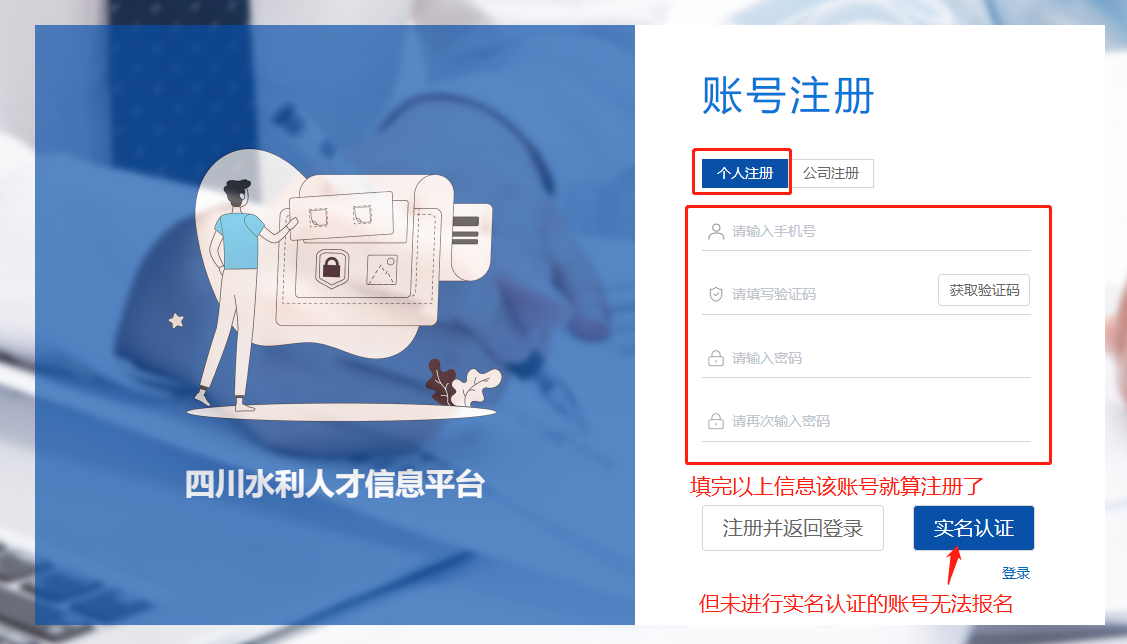 账号注册
个人注册 公司注册
请输入手机号
请填写验证码 获取验证码
请输入密码
请再次输入密码
四川水利人才信息平台
填完以上信息该账号就算注册了
注册并返回登录 实名认证
登录
但未进行实名认证的账号无法报名